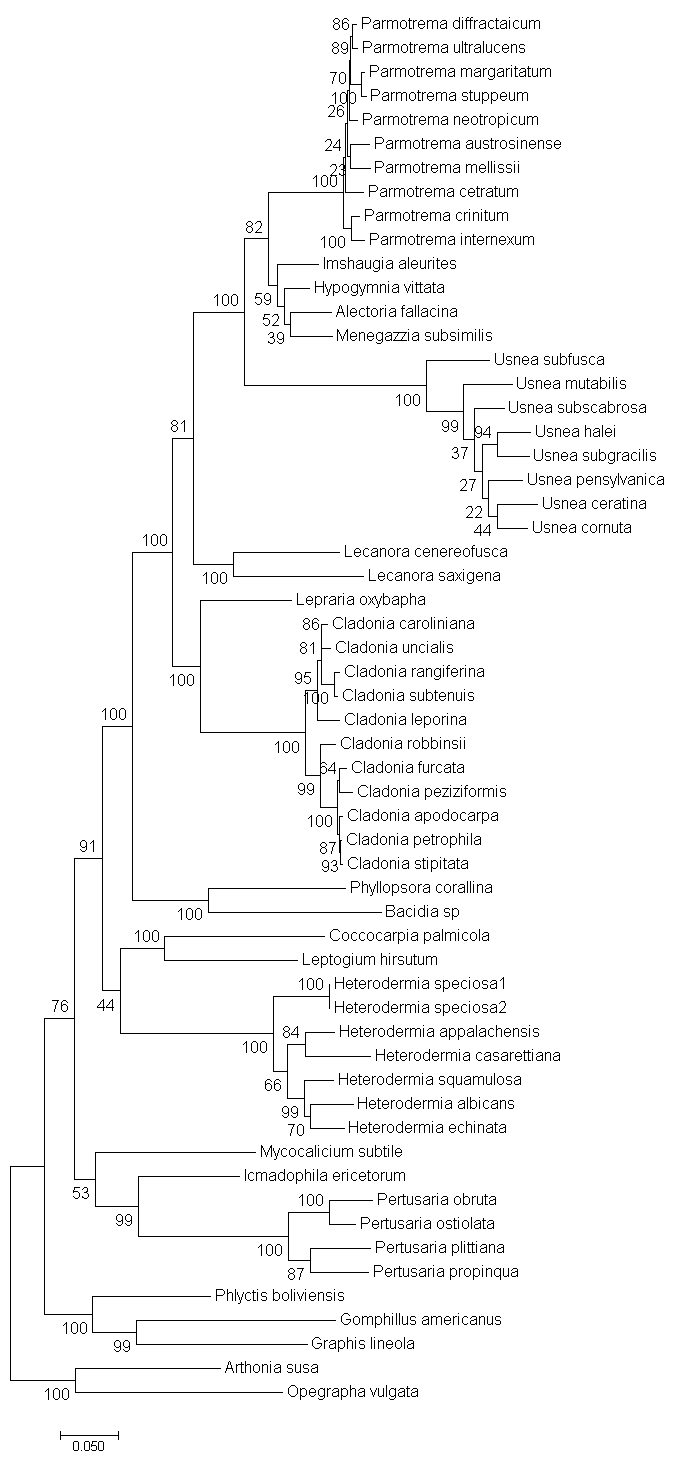 86
Parmotrema diffractaicum
89
Parmotrema ultralucens
Parmotrema margaritatum
70
100
Parmotrema stuppeum
26
Parmotrema neotropicum
24
Parmotrema austrosinense
23
Parmotrema mellissii
100
Parmotrema cetratum
Parmotrema crinitum
100
Parmotrema internexum
82
Imshaugia aleurites
Hypogymnia vittata
100
59
Alectoria fallacina
52
Menegazzia subsimilis
39
Usnea subfusca
Usnea mutabilis
100
Usnea subscabrosa
99
94
Usnea halei
81
37
Usnea subgracilis
Usnea pensylvanica
27
Usnea ceratina
22
Usnea cornuta
44
100
Lecanora cenereofusca
Lecanora saxigena
100
Lepraria oxybapha
86
Cladonia caroliniana
81
Cladonia uncialis
Cladonia rangiferina
95
100
100
Cladonia subtenuis
Cladonia leporina
100
Cladonia robbinsii
100
64
Cladonia furcata
99
Cladonia peziziformis
Cladonia apodocarpa
100
Cladonia petrophila
91
87
Cladonia stipitata
93
Phyllopsora corallina
Bacidia sp
100
100
Coccocarpia palmicola
Leptogium hirsutum
100
Heterodermia speciosa1
76
44
Heterodermia speciosa2
84
Heterodermia appalachensis
100
Heterodermia casarettiana
66
Heterodermia squamulosa
99
Heterodermia albicans
70
Heterodermia echinata
Mycocalicium subtile
Icmadophila ericetorum
53
100
Pertusaria obruta
99
Pertusaria ostiolata
100
Pertusaria plittiana
87
Pertusaria propinqua
Phlyctis boliviensis
100
Gomphillus americanus
99
Graphis lineola
Arthonia susa
100
Opegrapha vulgata
0.050